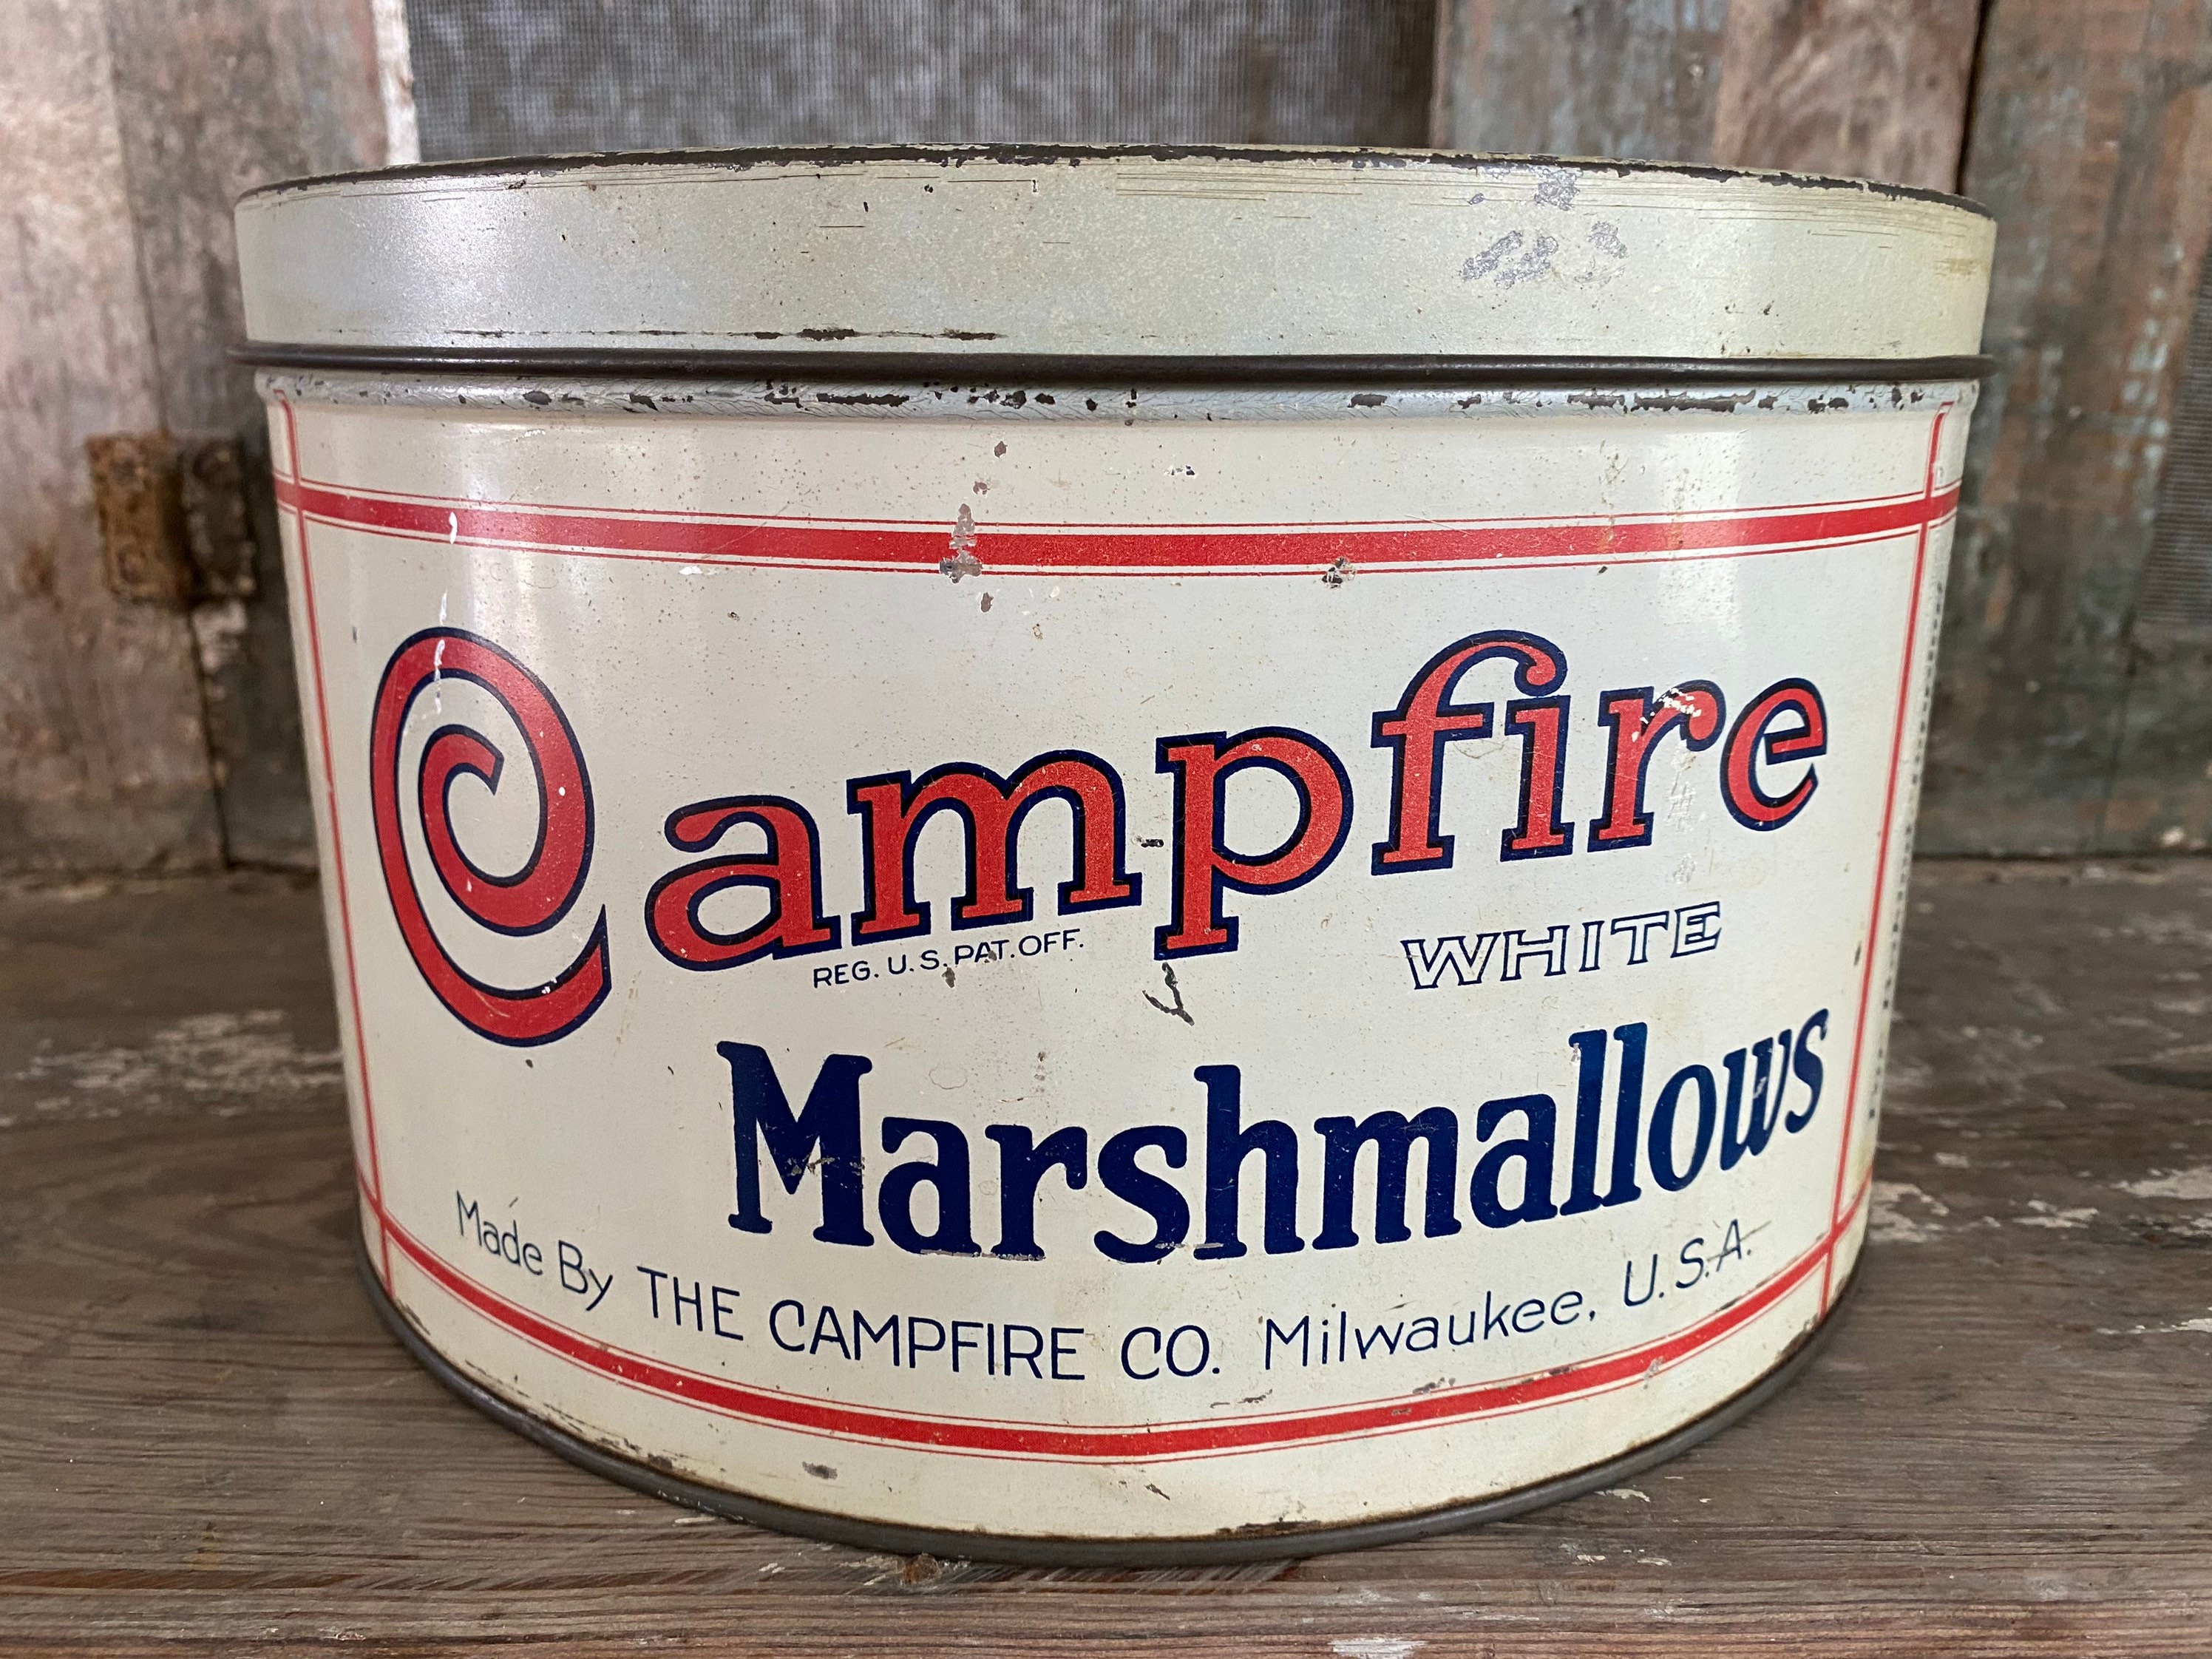 Campfire
REG. U.S. PAT. OFF.
WHITE
Marshmallows
Made By THE CAMPFIRE CO. Milwaukee, U.S.A.